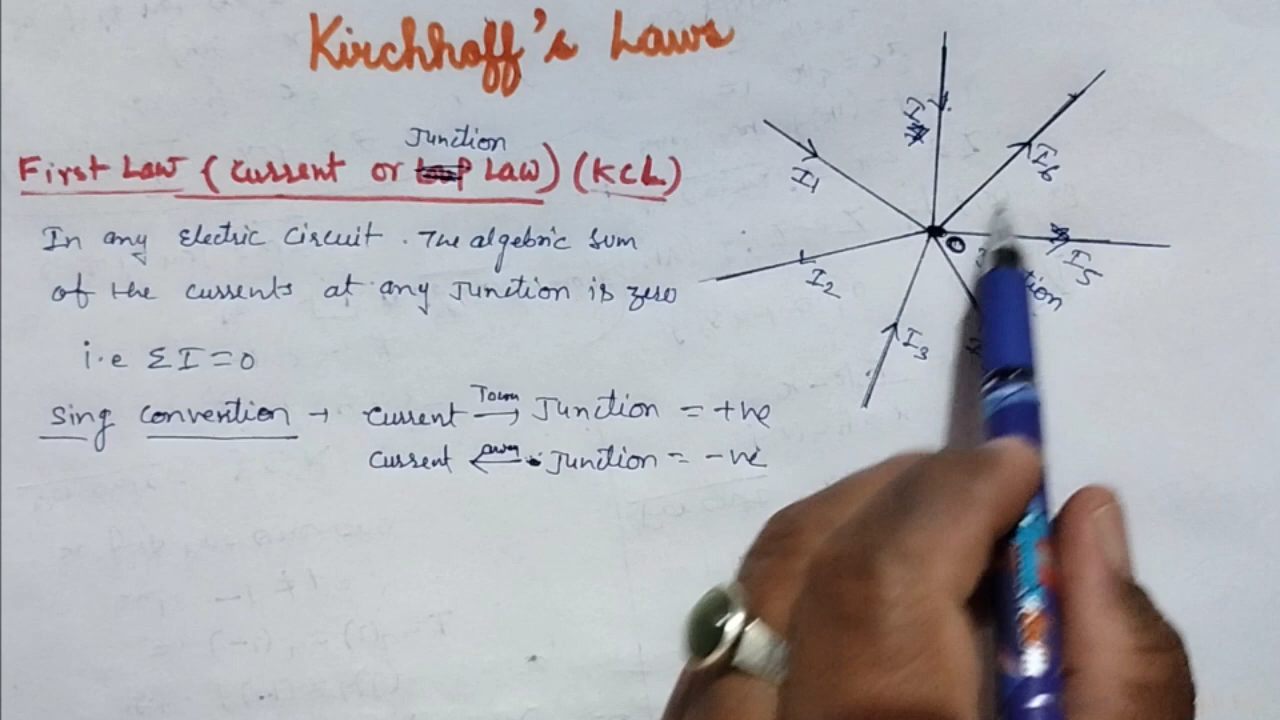 Kirchhoff's Laws
Junction
First Law (Current or Law) (KCL)
In any Electric Circuit. The algebric Sum
of the currents at any Junction is zero
i.e ΣI=0
Sing Convention → Current Towrs → Junction = +ve
Current ← away Junction = -ve
I1
I2
I3
I5
I6
O